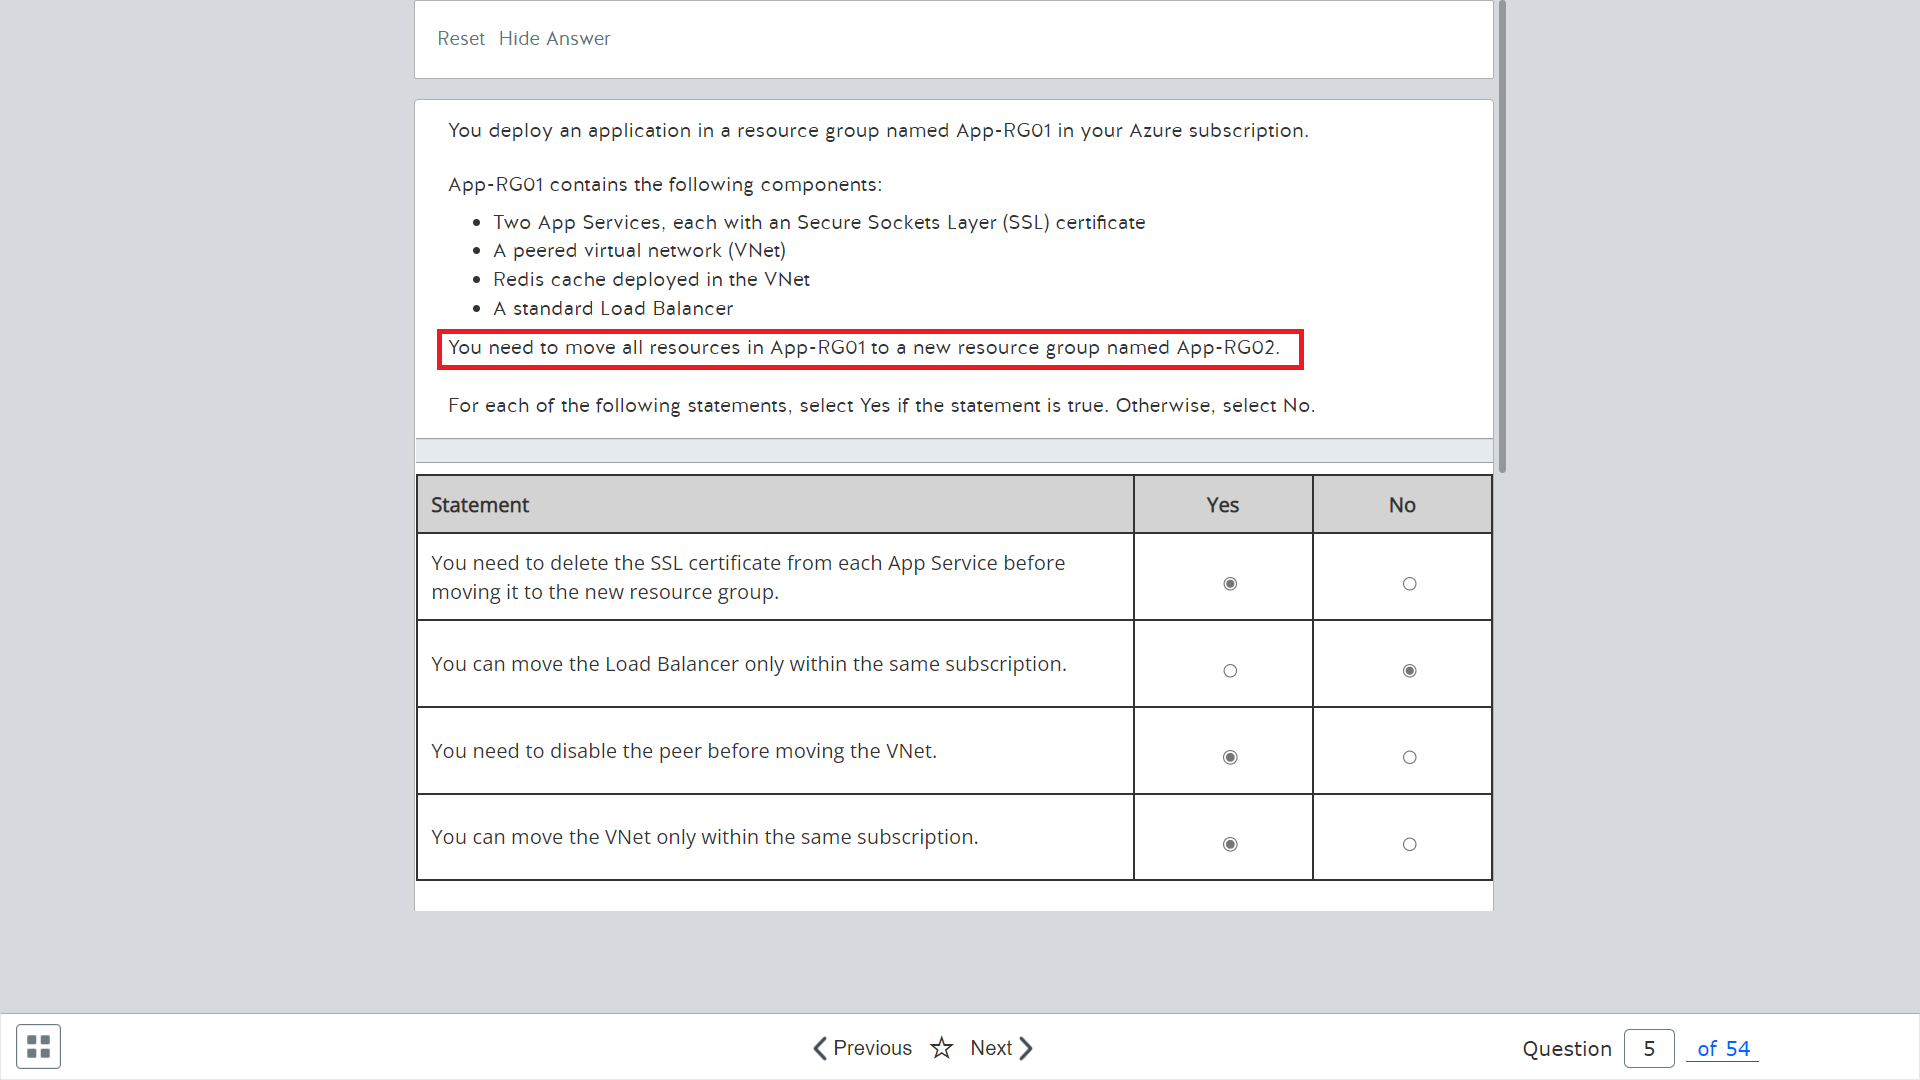 Reset Hide Answer
You deploy an application in a resource group named App-RG01 in your Azure subscription.
App-RG01 contains the following components:
• Two App Services, each with an Secure Sockets Layer (SSL) certificate
• A peered virtual network (VNet)
• Redis cache deployed in the VNet
• A standard Load Balancer
You need to move all resources in App-RG01 to a new resource group named App-RG02.
For each of the following statements, select Yes if the statement is true. Otherwise, select No.
Statement Yes No
You need to delete the SSL certificate from each App Service before
moving it to the new resource group.
You can move the Load Balancer only within the same subscription.
You need to disable the peer before moving the VNet.
You can move the VNet only within the same subscription.
Previous Next
Question 5 of 54